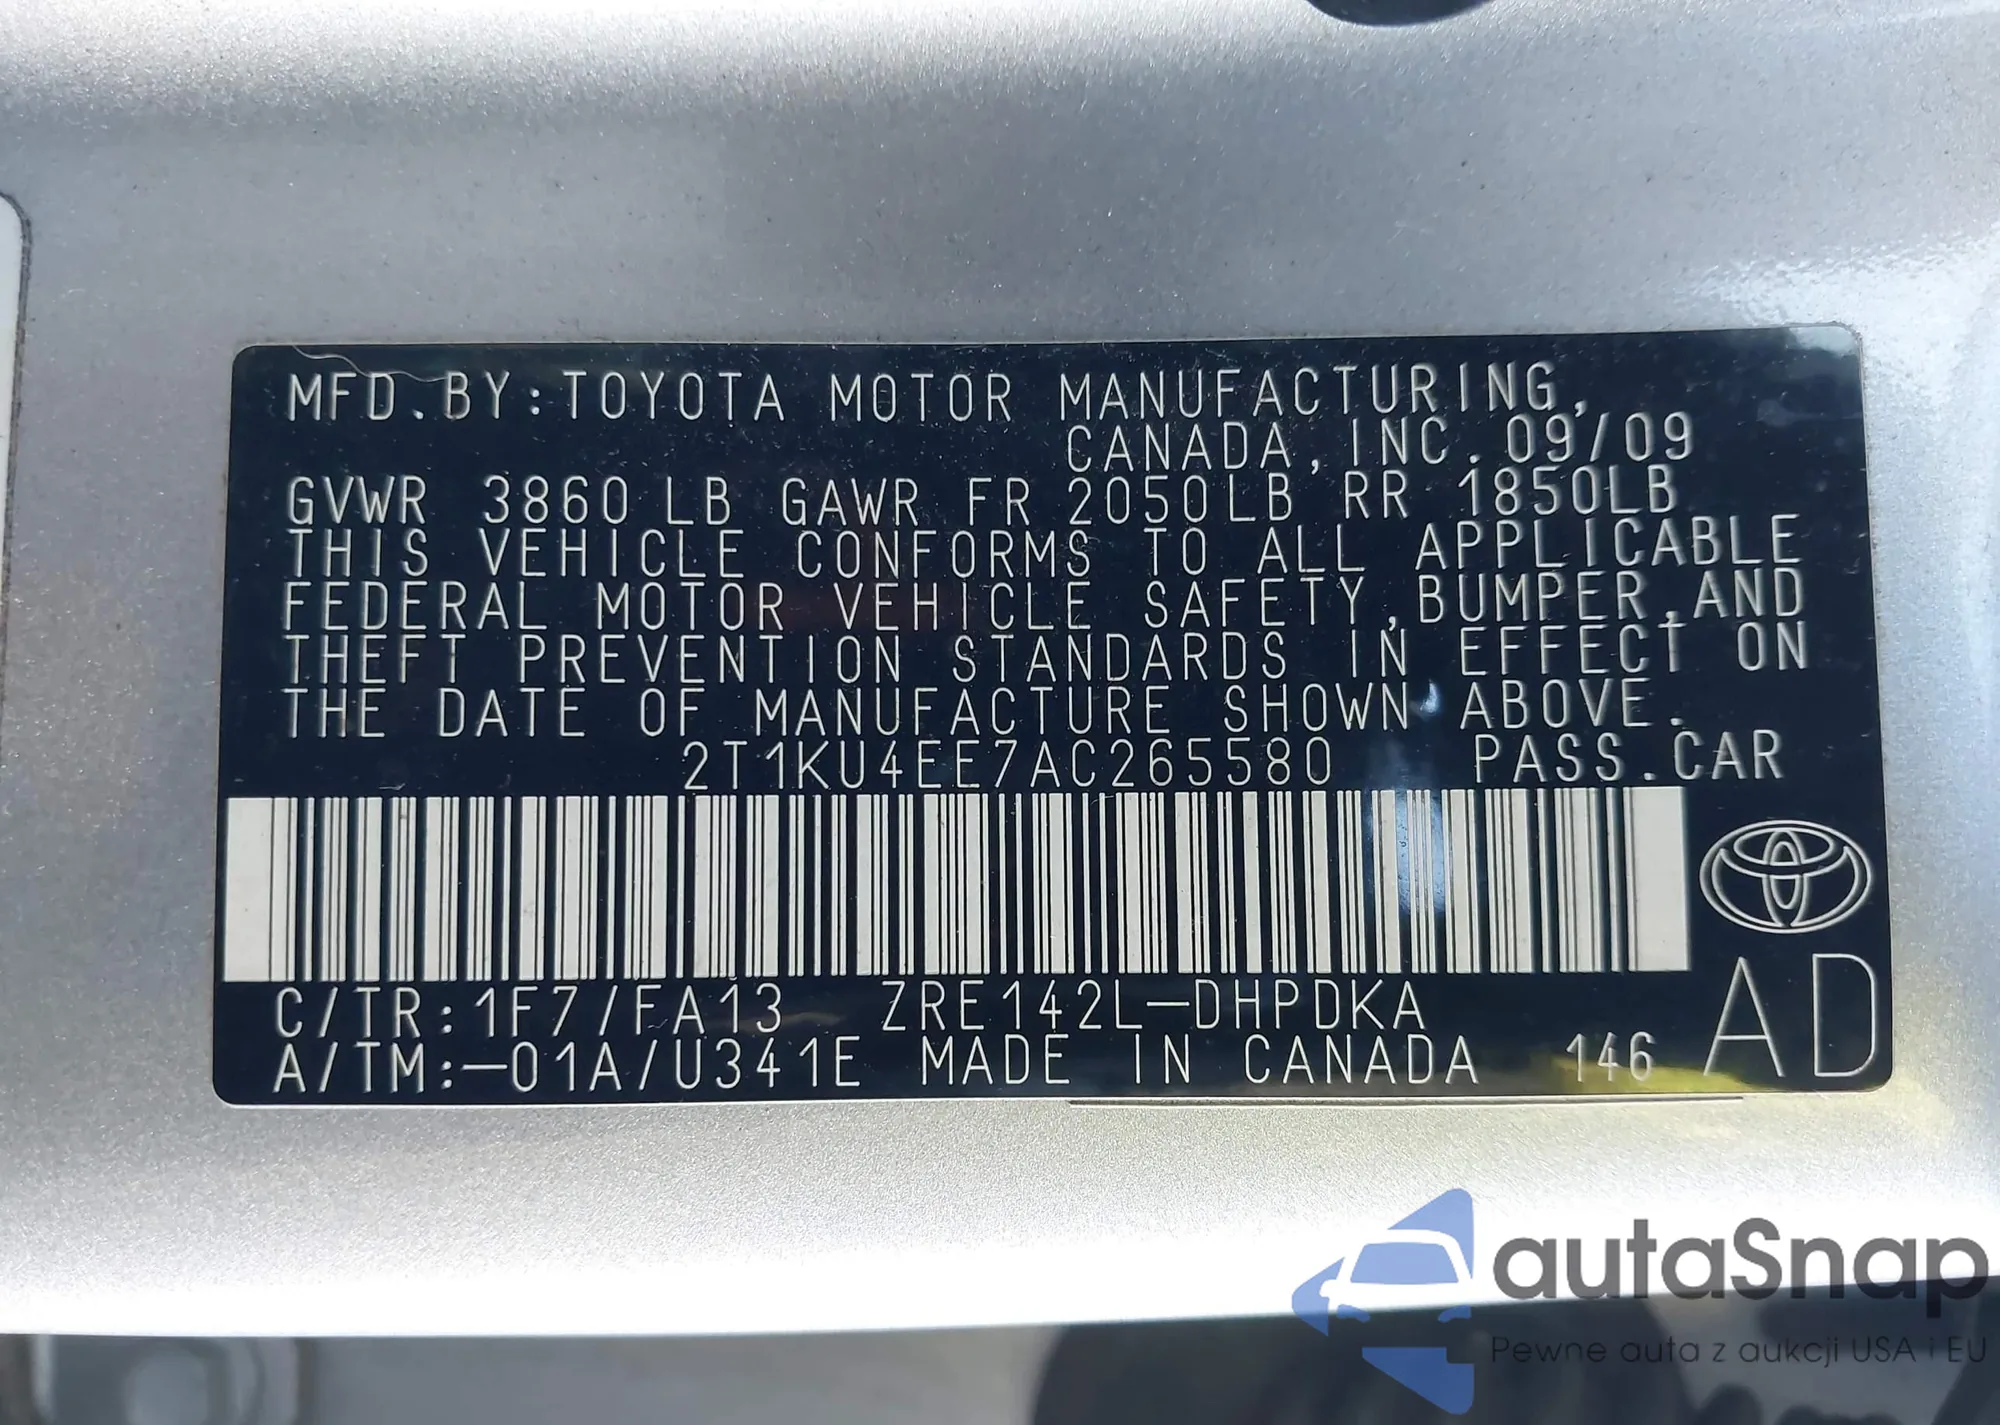 MFD.BY:TOYOTA MOTOR MANUFACTURING,
CANADA,INC.09/09
GVWR 3860LB GAWR FR 2050LB RR 1850LB
THIS VEHICLE CONFORMS TO ALL APPLICABLE
FEDERAL MOTOR VEHICLE SAFETY,BUMPER,AND
THEFT PREVENTION STANDARDS IN EFFECT ON
THE DATE OF MANUFACTURE SHOWN ABOVE.
2T1KU4EE7AC265580 PASS.CAR
C/TR:1F7/FA13 ZRE142L-DHPDKA
A/TM:-01A/U341E MADE IN CANADA 146 AD
autaSnap
Pewne auta z aukcji USA i EU